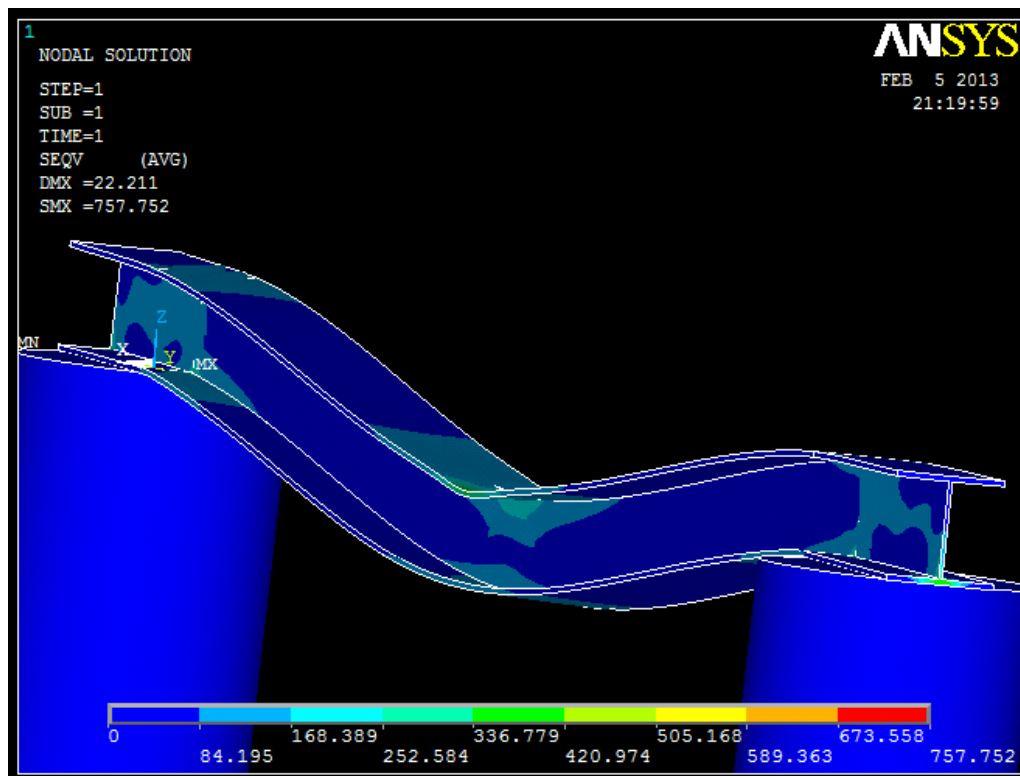 1
NODAL SOLUTION
STEP=1
SUB =1
TIME=1
SEQV (AVG)
DMX =22.211
SMX =757.752
ANSYS
FEB 5 2013
21:19:59
Z
MN
X
Y
MX
0 168.389 336.779 505.168 673.558
84.195 252.584 420.974 589.363 757.752